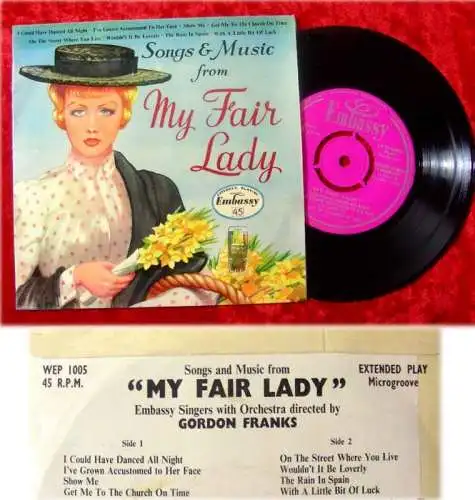 I Could Have Danced All Night · I've Grown Accustomed To Her Face · Show Me · Get Me To The Church On Time
On The Street Where You Live · Wouldn't It Be Loverly · The Rain In Spain · With A Little Bit Of Luck
Songs & Music
from
My Fair
Lady
Embassy
45
Embassy
WEP 1005
45 R.P.M.
Songs and Music from
"MY FAIR LADY"
EXTENDED PLAY
Microgroove
Embassy Singers with Orchestra directed by
GORDON FRANKS
Side 1
I Could Have Danced All Night
I've Grown Accustomed to Her Face
Show Me
Get Me To The Church On Time
Side 2
On The Street Where You Live
Wouldn't It Be Loverly
The Rain in Spain
With A Little Bit Of Luck